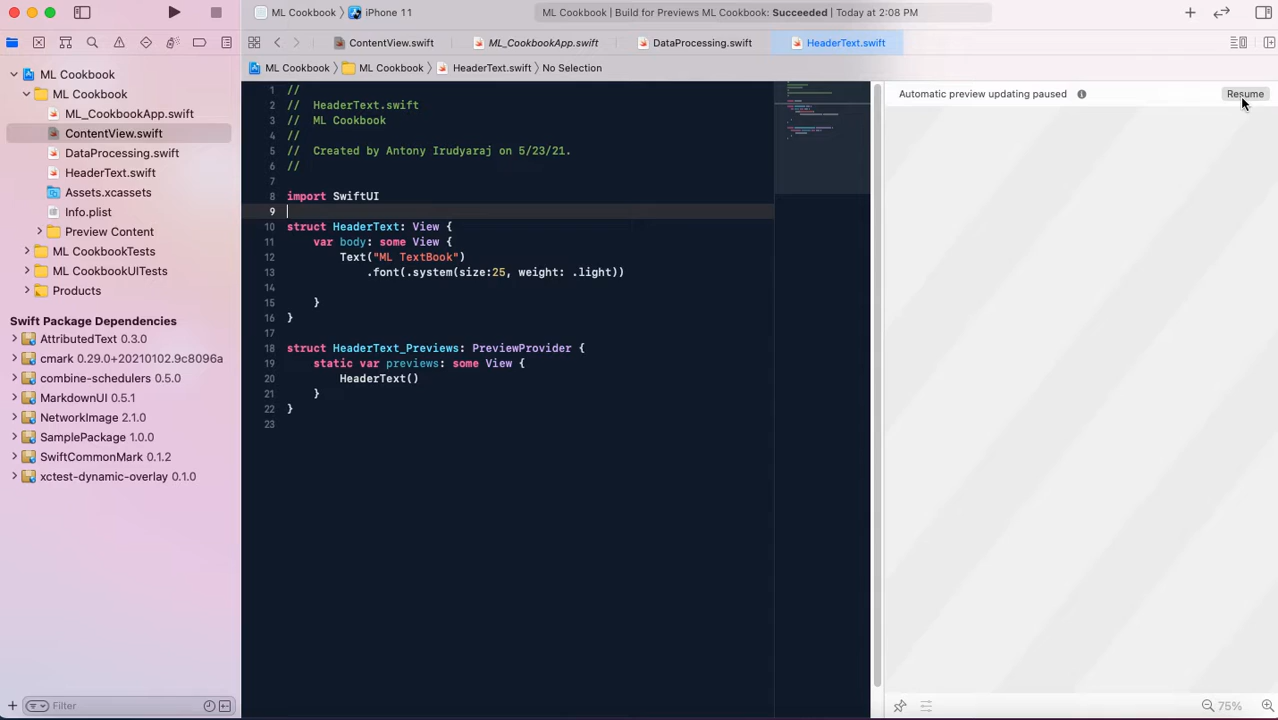 ML Cookbook
iPhone 11
ML Cookbook | Build for Previews ML Cookbook: Succeeded | Today at 2:08 PM
ContentView.swift
ML_CookbookApp.swift
DataProcessing.swift
HeaderText.swift
ML Cookbook
ML Cookbook
HeaderText.swift
No Selection
ML Cookbook
ML Cookbook
ML_CookbookApp.swift
ContentView.swift
DataProcessing.swift
HeaderText.swift
Assets.xcassets
Info.plist
Preview Content
ML CookbookTests
ML CookbookUITests
Products
Swift Package Dependencies
AttributedText 0.3.0
cmark 0.29.0+20210102.9c8096a
combine-schedulers 0.5.0
MarkdownUI 0.5.1
NetworkImage 2.1.0
SamplePackage 1.0.0
SwiftCommonMark 0.1.2
xctest-dynamic-overlay 0.1.0
Filter
1 //
2 //  HeaderText.swift
3 //  ML Cookbook
4 //
5 //  Created by Antony Irudyaraj on 5/23/21.
6 //
7
8 import SwiftUI
9
10 struct HeaderText: View {
11     var body: some View {
12         Text("ML TextBook")
13             .font(.system(size:25, weight: .light))
14
15     }
16 }
17
18 struct HeaderText_Previews: PreviewProvider {
19     static var previews: some View {
20         HeaderText()
21     }
22 }
23
Automatic preview updating paused
Resume
75%